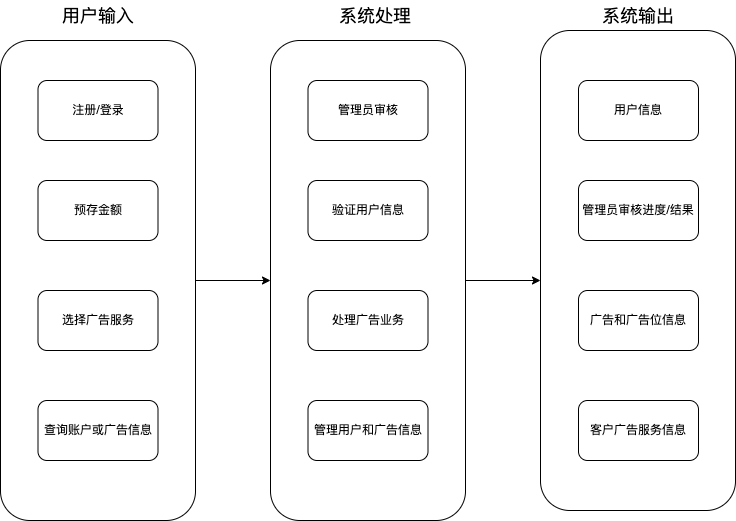 用户输入
注册/登录
预存金额
选择广告服务
查询账户或广告信息
系统处理
管理员审核
验证用户信息
处理广告业务
管理用户和广告信息
系统输出
用户信息
管理员审核进度/结果
广告和广告位信息
客户广告服务信息